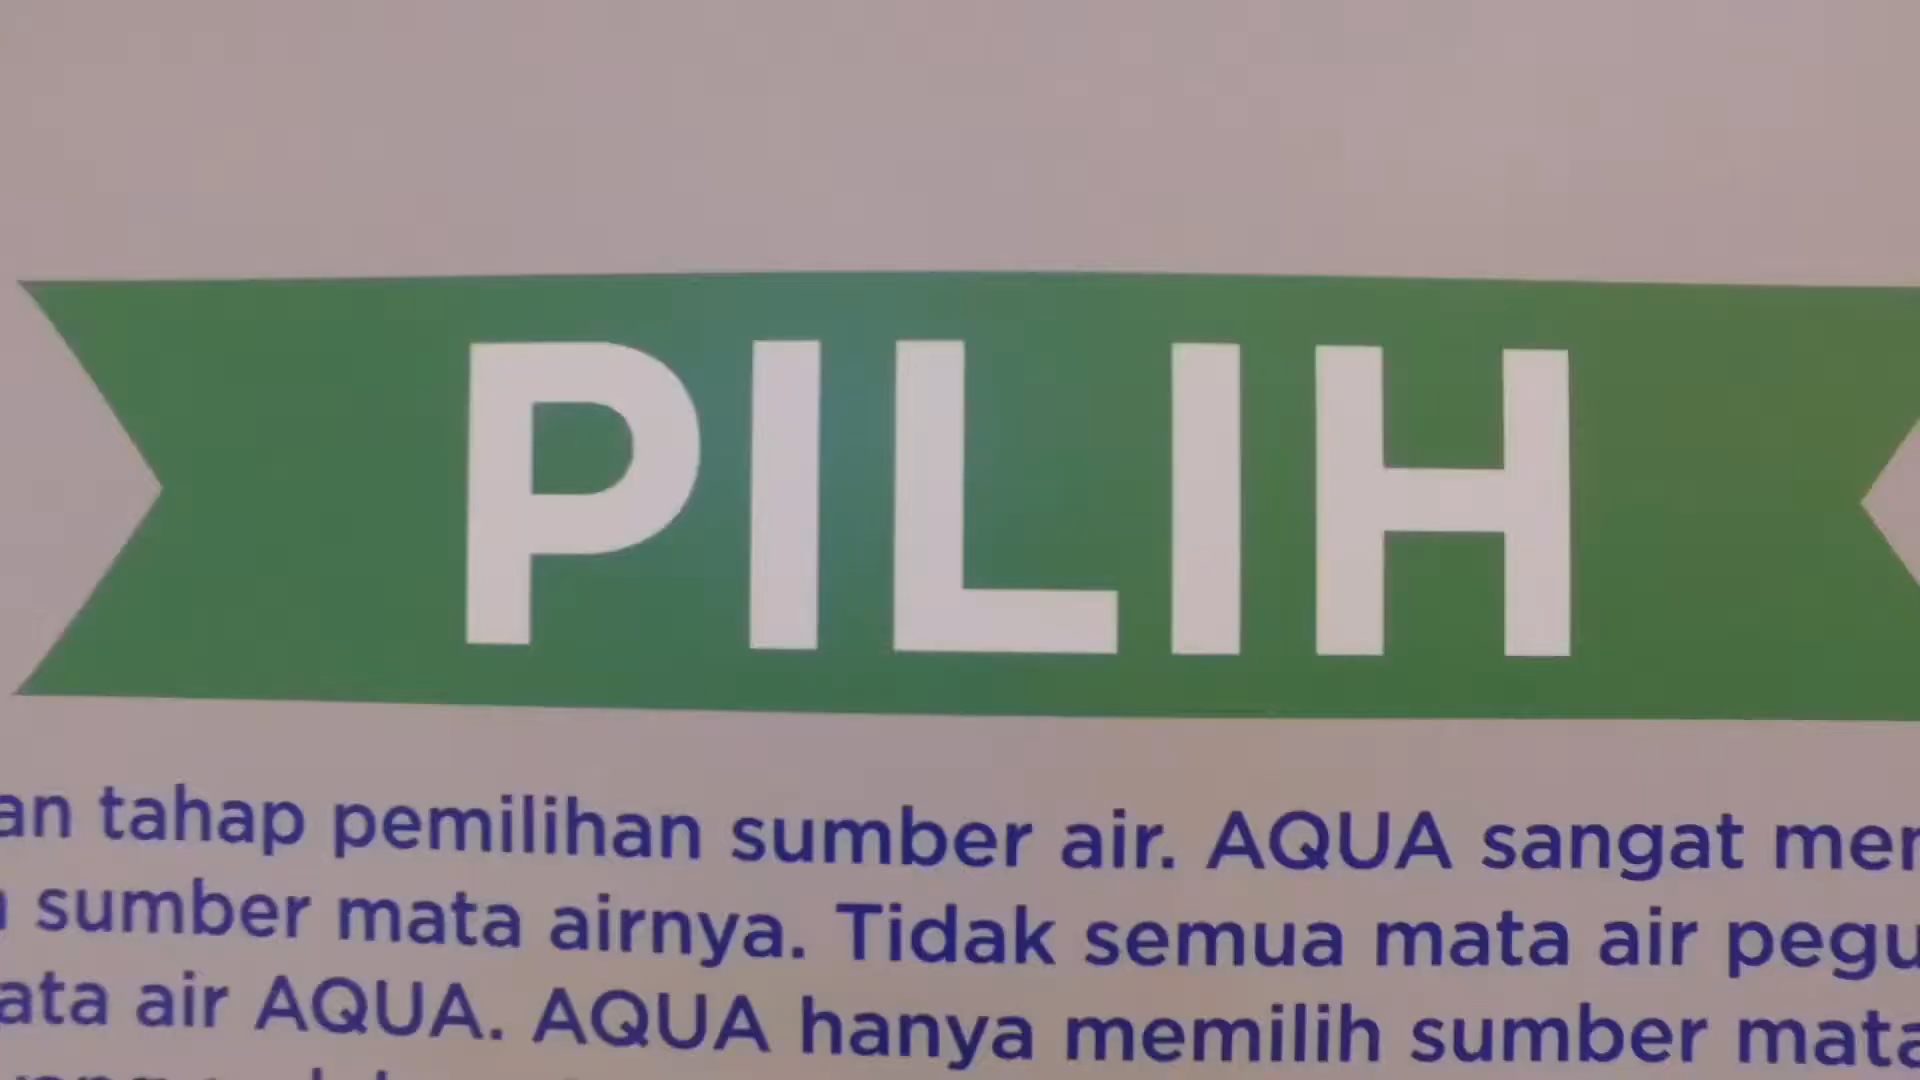 PILIH
an tahap pemilihan sumber air. AQUA sangat mer
sumber mata airnya. Tidak semua mata air pegu
ata air AQUA. AQUA hanya memilih sumber mata